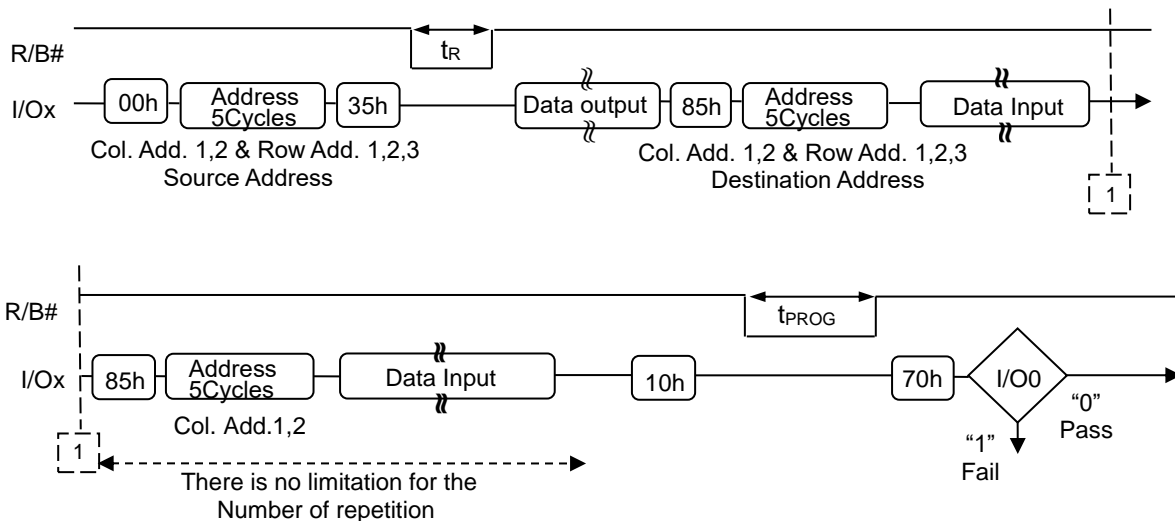 R/B#
tR
I/Ox
00h
Address
5Cycles
35h
Data output
85h
Address
5Cycles
Data Input
Col. Add. 1,2 & Row Add. 1,2,3
Source Address
Col. Add. 1,2 & Row Add. 1,2,3
Destination Address
1
R/B#
tPROG
I/Ox
85h
Address
5Cycles
Data Input
10h
70h
I/O0
Col. Add.1,2
“0”
Pass
“1”
Fail
1
There is no limitation for the
Number of repetition